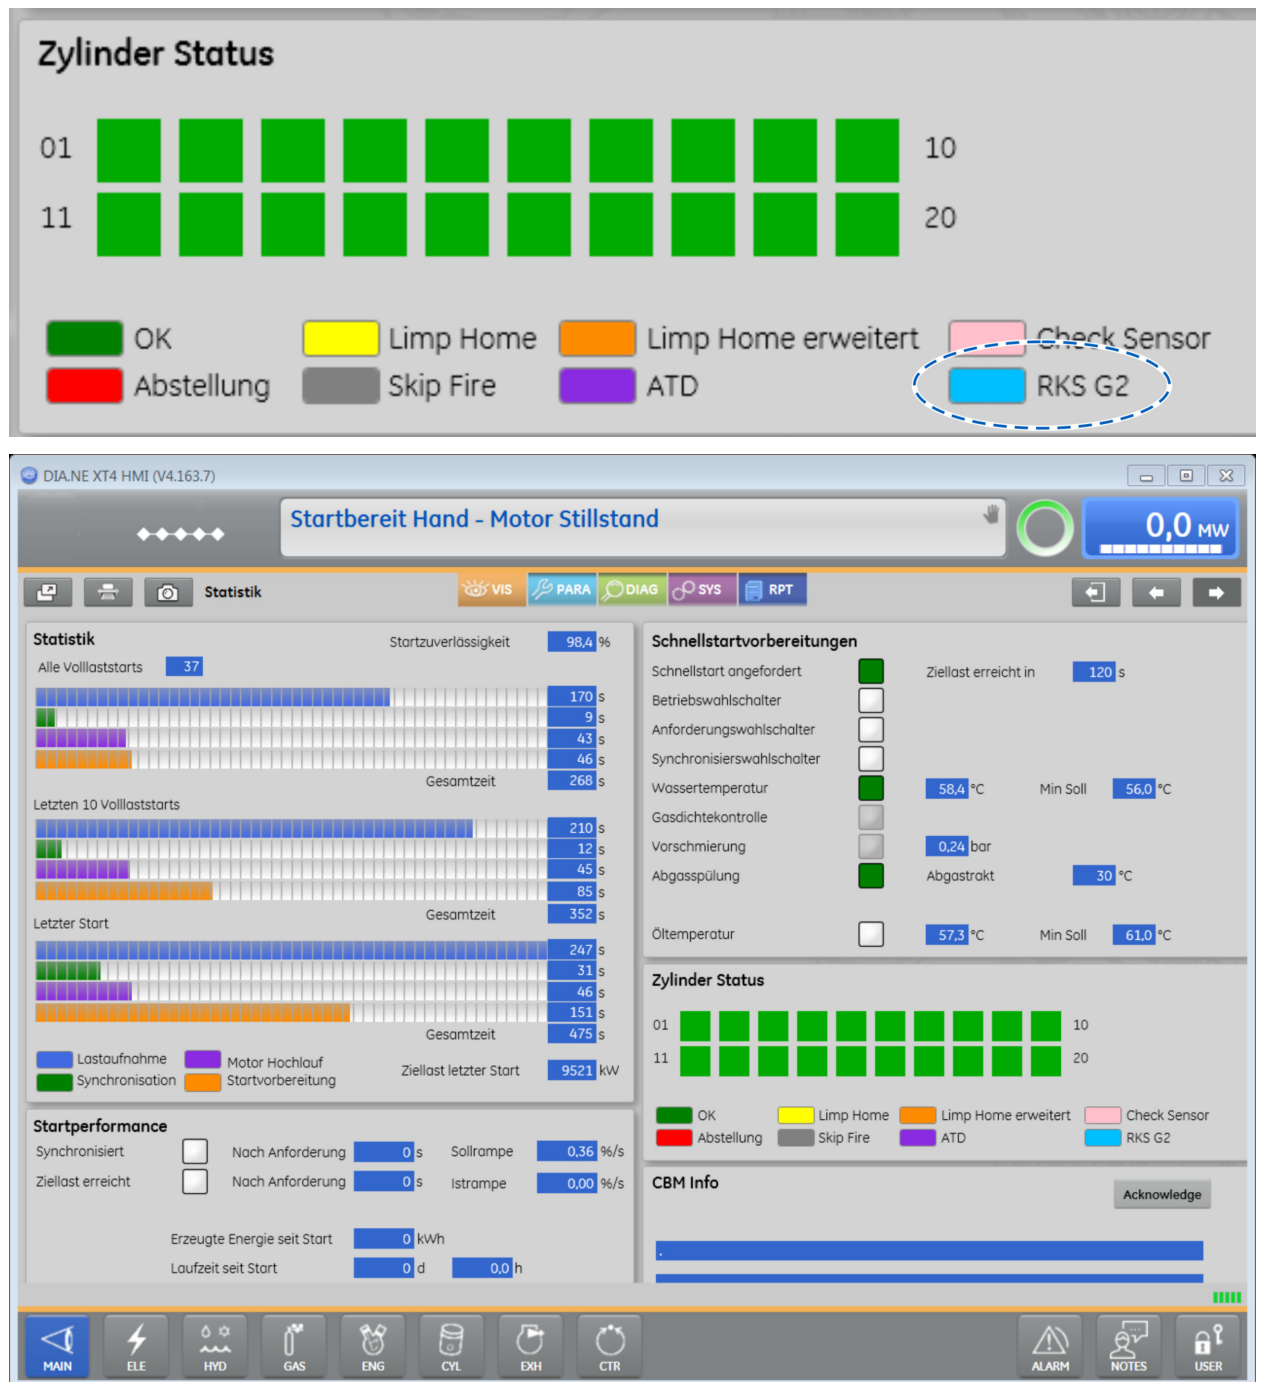 Zylinder Status
01 10
11 20
OK Limp Home Limp Home erweitert Check Sensor
Abstellung Skip Fire ATD RKS G2
DIA.NE XT4 HMI (V4.163.7)
Startbereit Hand - Motor Stillstand
0,0 MW
Statistik
VIS PARA DIAG SYS RPT
Statistik
Startzuverlässigkeit 98,4 %
Alle Volllaststarts 37
170 s
9 s
43 s
46 s
Gesamtzeit 268 s
Letzten 10 Volllaststarts
210 s
12 s
45 s
85 s
Gesamtzeit 352 s
Letzter Start
247 s
31 s
46 s
151 s
Gesamtzeit 475 s
Lastaufnahme Motor Hochlauf
Synchronisation Startvorbereitung
Ziellast letzter Start 9521 kW
Startperformance
Synchronisiert Nach Anforderung 0 s Sollrampe 0,36 %/s
Ziellast erreicht Nach Anforderung 0 s Istrampe 0,00 %/s
Erzeugte Energie seit Start 0 kWh
Laufzeit seit Start 0 d 0,0 h
Schnellstartvorbereitungen
Schnellstart angefordert Ziellast erreicht in 120 s
Betriebswahlschalter
Anforderungswahlschalter
Synchronisierswahlschalter
Wassertemperatur 58,4 °C Min Soll 56,0 °C
Gasdichtekontrolle
Vorschmierung 0,24 bar
Abgasspülung Abgastrakt 30 °C
Öltemperatur 57,3 °C Min Soll 61,0 °C
Zylinder Status
01 10
11 20
OK Limp Home Limp Home erweitert Check Sensor
Abstellung Skip Fire ATD RKS G2
CBM Info
Acknowledge
.
MAIN ELE HYD GAS ENG CYL EXH CTR ALARM NOTES USER